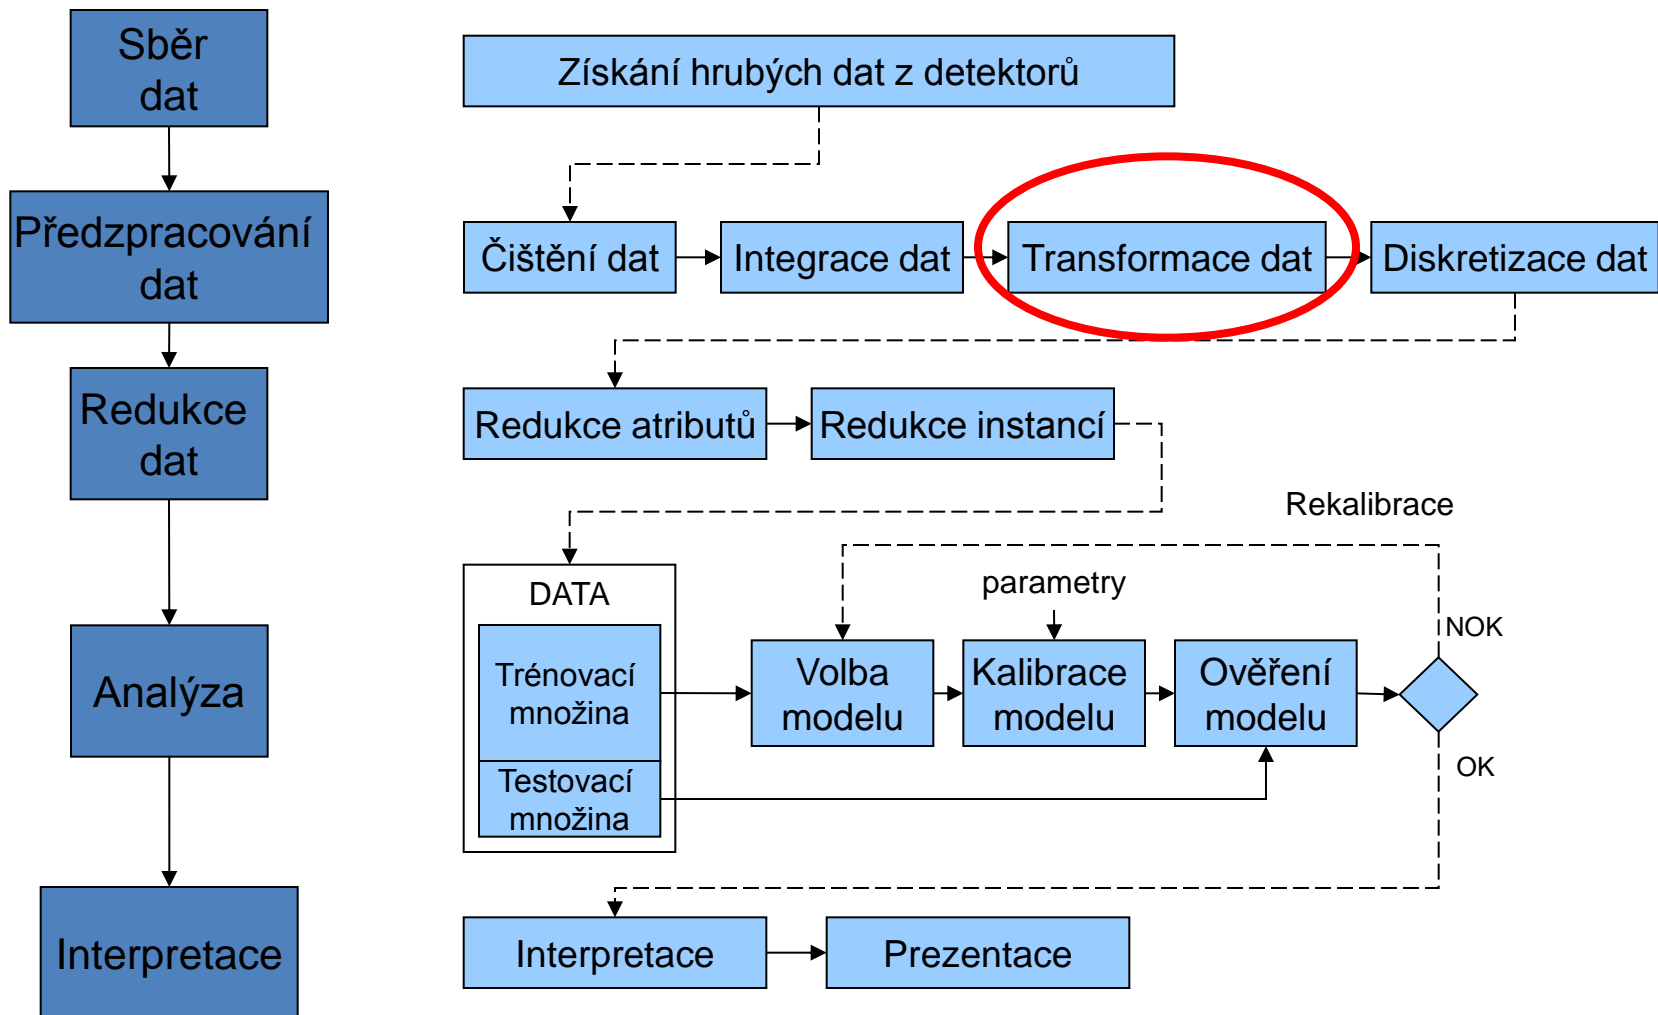 Sběr
dat
Získání hrubých dat z detektorů
Předzpracování
dat
Čištění dat
Integrace dat
Transformace dat
Diskretizace dat
Redukce
dat
Redukce atributů
Redukce instancí
Rekalibrace
DATA
parametry
NOK
Analýza
Trénovací
množina
Volba
modelu
Kalibrace
modelu
Ověření
modelu
OK
Testovací
množina
Interpretace
Interpretace
Prezentace